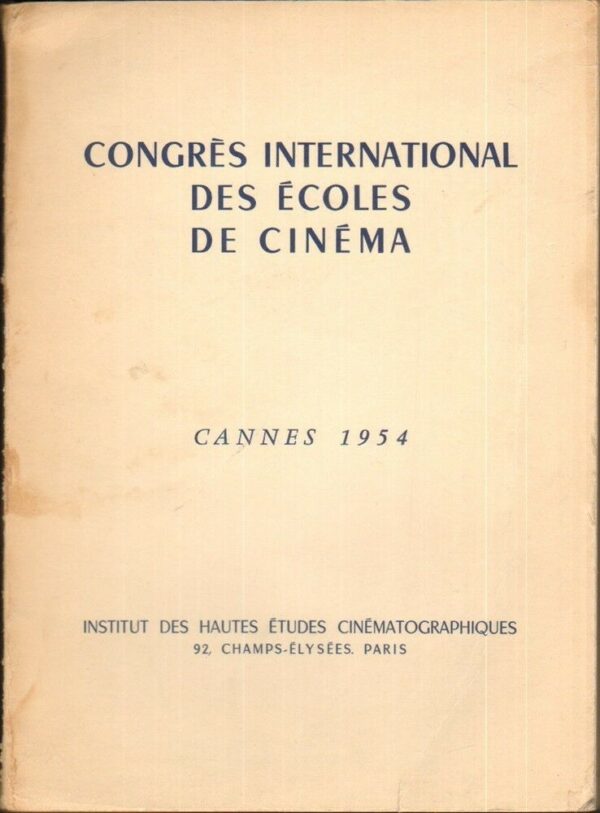 CONGRÈS INTERNATIONAL
DES ÉCOLES
DE CINÉMA
CANNES 1954
INSTITUT DES HAUTES ÉTUDES CINÉMATOGRAPHIQUES
92, CHAMPS-ÉLYSÉES. PARIS